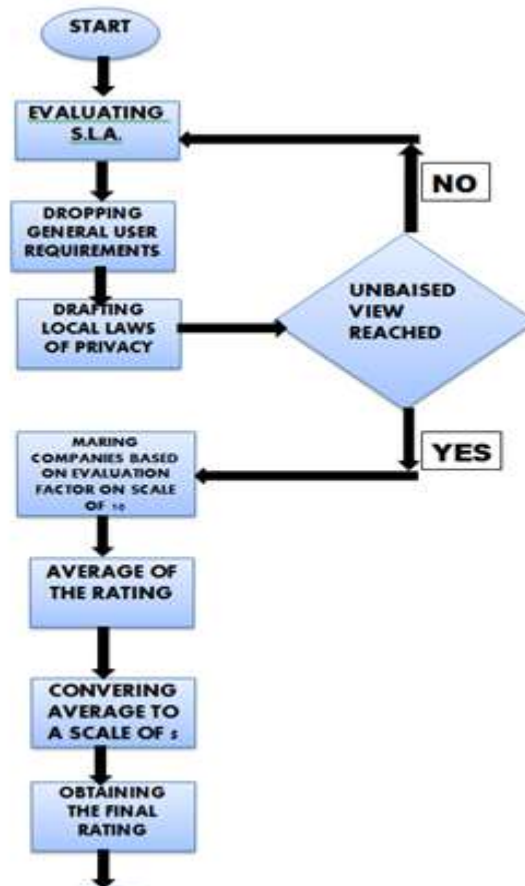 START
EVALUATING
S.L.A.
DROPPING
GENERAL USER
REQUIREMENTS
DRAFTING
LOCAL LAWS
OF PRIVACY
UNBAISED
VIEW
REACHED
NO
YES
MARING
COMPANIES BASED
ON EVALUATION
FACTOR ON SCALE
OF 10
AVERAGE OF
THE RATING
CONVERING
AVERAGE TO
A SCALE OF 5
OBTAINING
THE FINAL
RATING